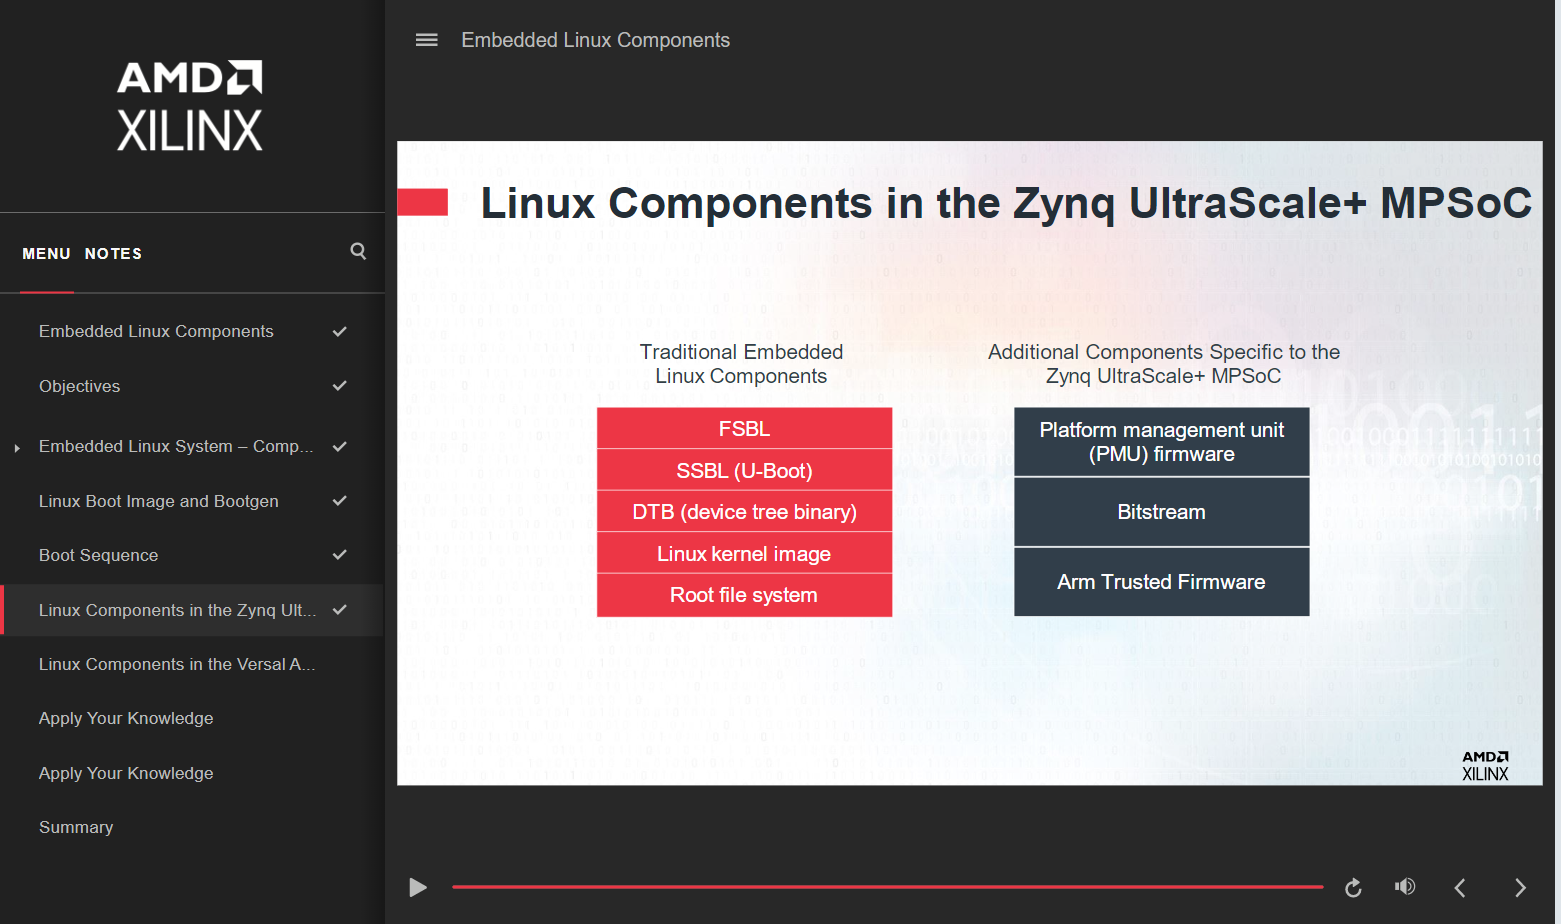 AMD
XILINX
MENU NOTES
Embedded Linux Components
Objectives
Embedded Linux System – Comp...
Linux Boot Image and Bootgen
Boot Sequence
Linux Components in the Zynq Ult...
Linux Components in the Versal A...
Apply Your Knowledge
Apply Your Knowledge
Summary
Embedded Linux Components
Linux Components in the Zynq UltraScale+ MPSoC
Traditional Embedded
Linux Components
FSBL
SSBL (U-Boot)
DTB (device tree binary)
Linux kernel image
Root file system
Additional Components Specific to the
Zynq UltraScale+ MPSoC
Platform management unit
(PMU) firmware
Bitstream
Arm Trusted Firmware
AMD
XILINX